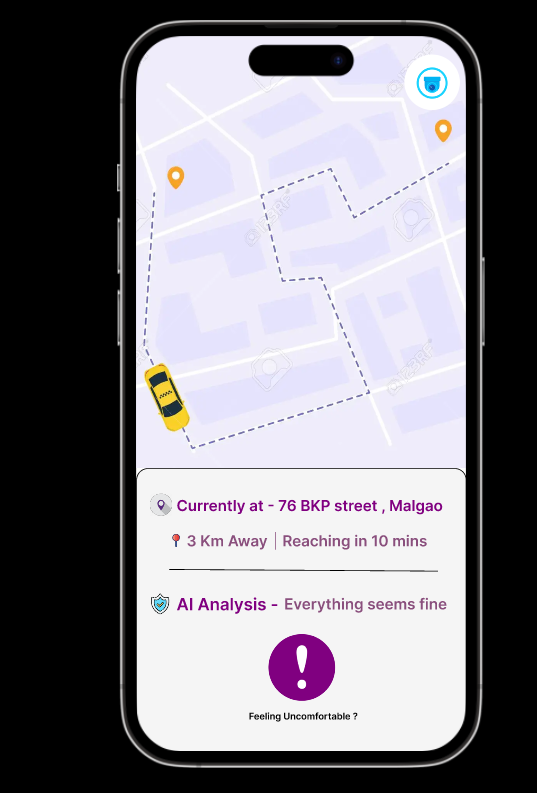 Currently at - 76 BKP street , Malgao
3 Km Away | Reaching in 10 mins
AI Analysis - Everything seems fine
Feeling Uncomfortable ?